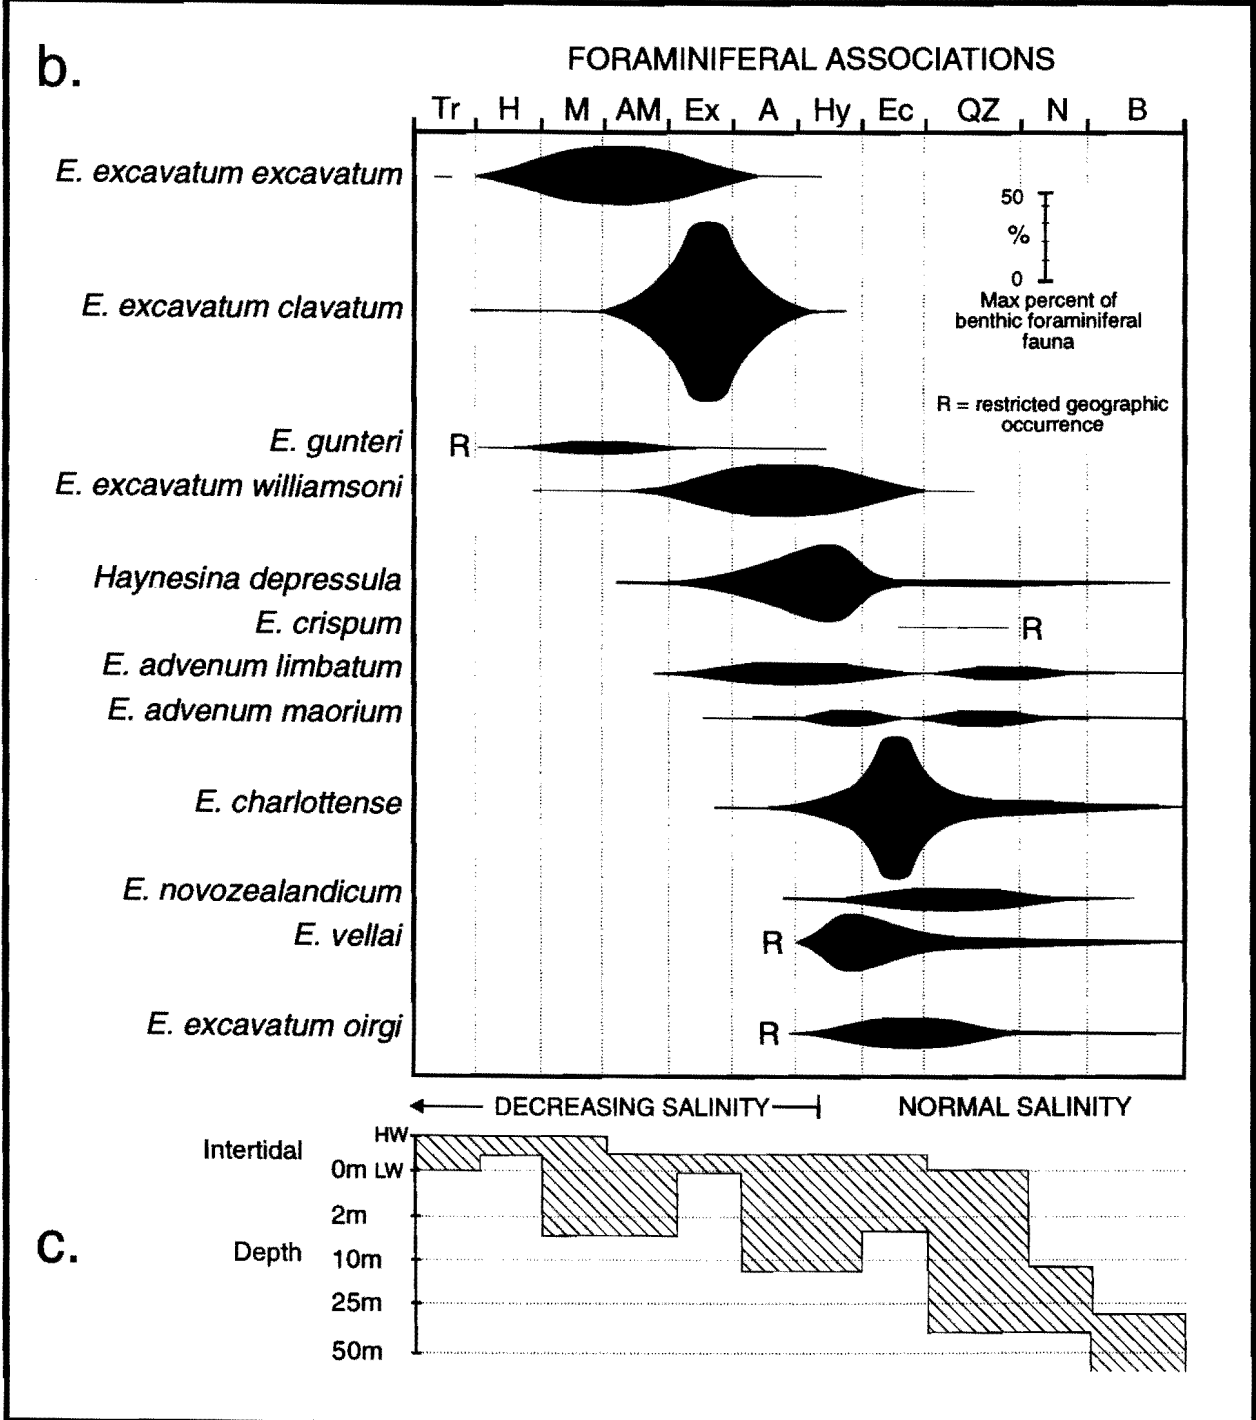 b.
FORAMINIFERAL ASSOCIATIONS
Tr H M AM Ex A Hy Ec QZ N B
E. excavatum excavatum
50
%
0
Max percent of
benthic foraminiferal
fauna
E. excavatum clavatum
R = restricted geographic
occurrence
E. gunteri R
E. excavatum williamsoni
Haynesina depressula
E. crispum R
E. advenum limbatum
E. advenum maorium
E. charlottense
E. novozealandicum
E. vellai R
E. excavatum oirgi R
DECREASING SALINITY NORMAL SALINITY
HW
Intertidal
0m LW
2m
c.
Depth
10m
25m
50m